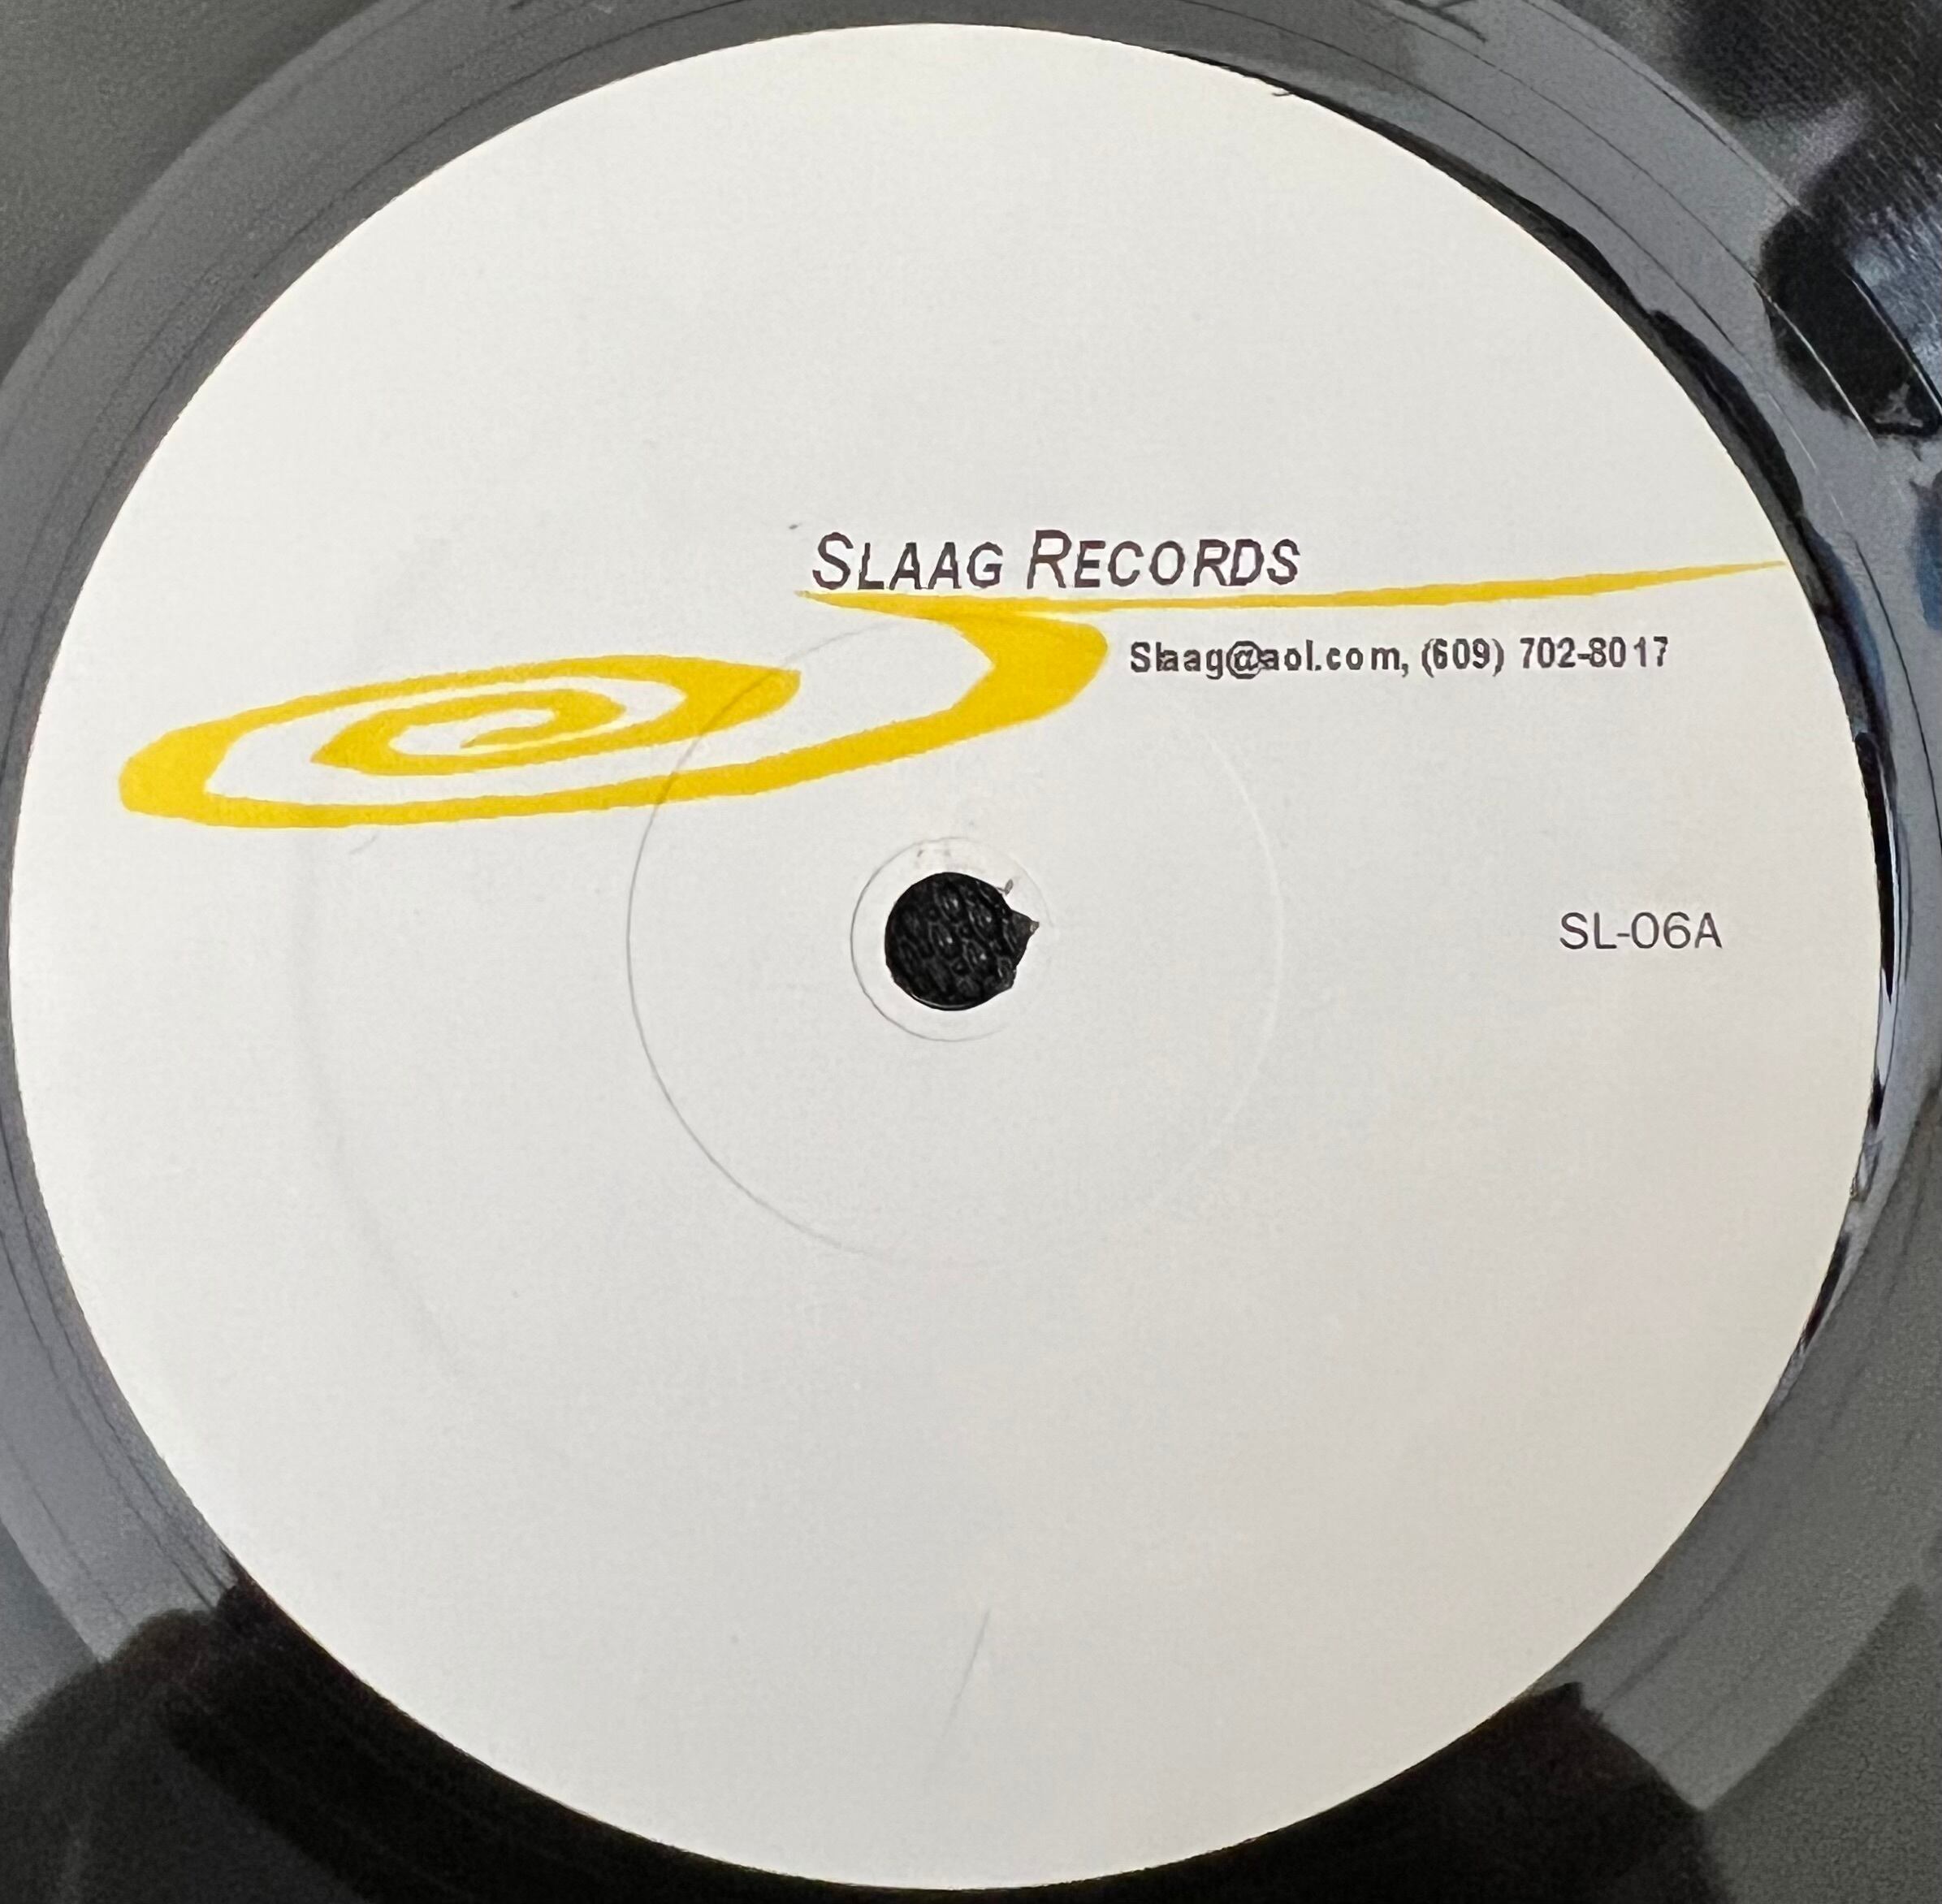 SLAAG RECORDS
Slaag@aol.com, (609) 702-8017
SL-06A